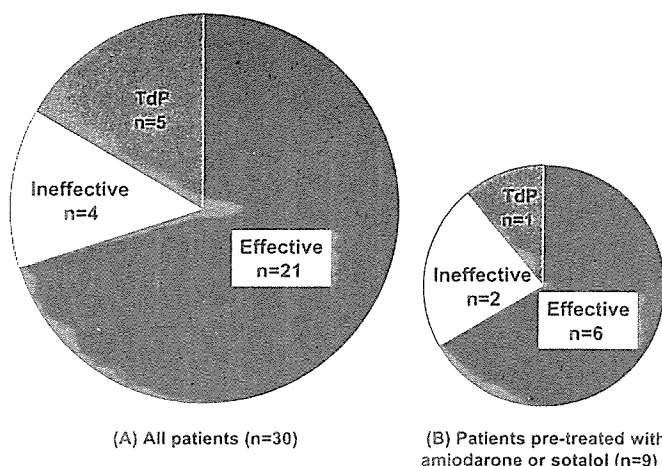 TdP
n=5
Ineffective
n=4
Effective
n=21
(A) All patients (n=30)
TdP
n=1
Ineffective
n=2
Effective
n=6
(B) Patients pre-treated with
amiodarone or sotalol (n=9)